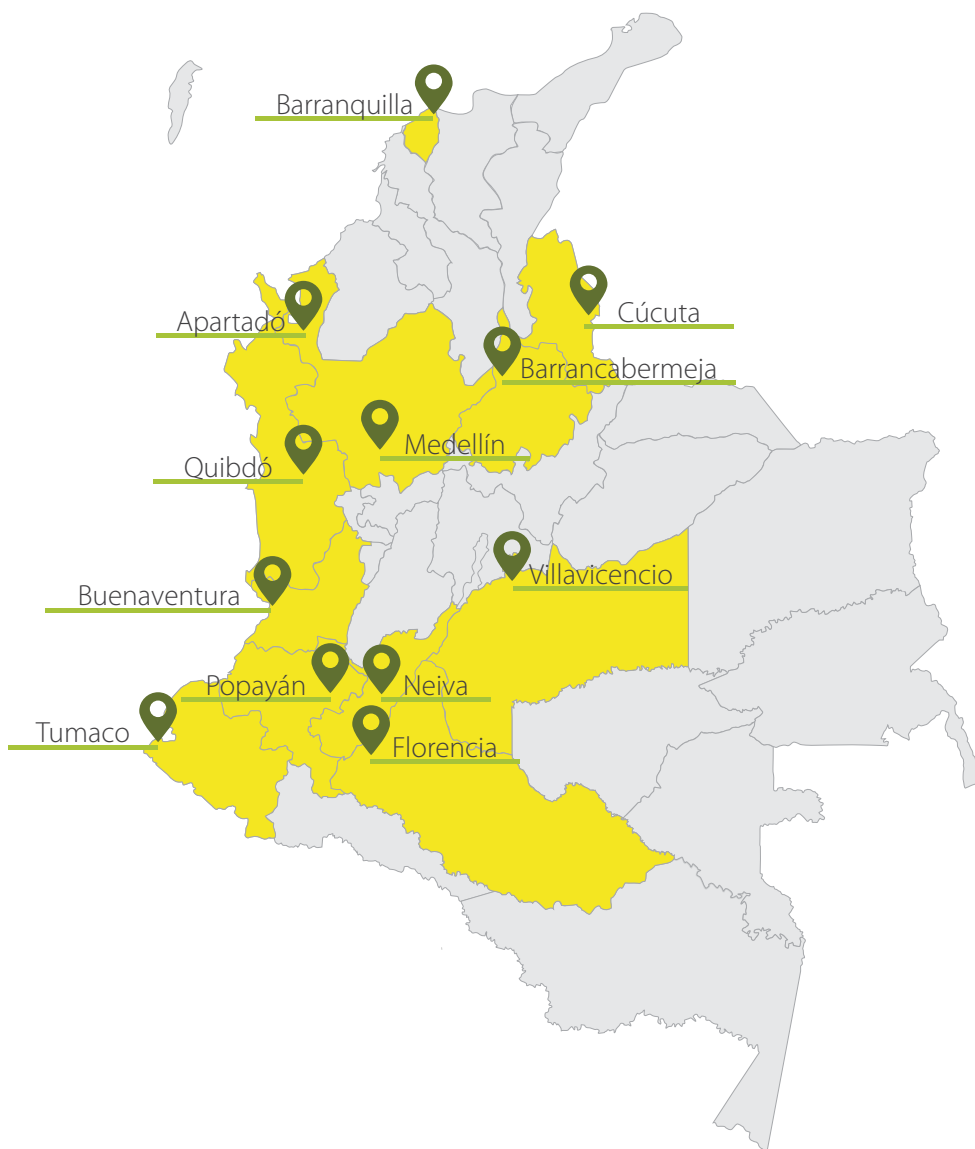 Barranquilla
Cúcuta
Apartadó
Barrancabermeja
Medellín
Quibdó
Villavicencio
Buenaventura
Popayán
Neiva
Tumaco
Florencia